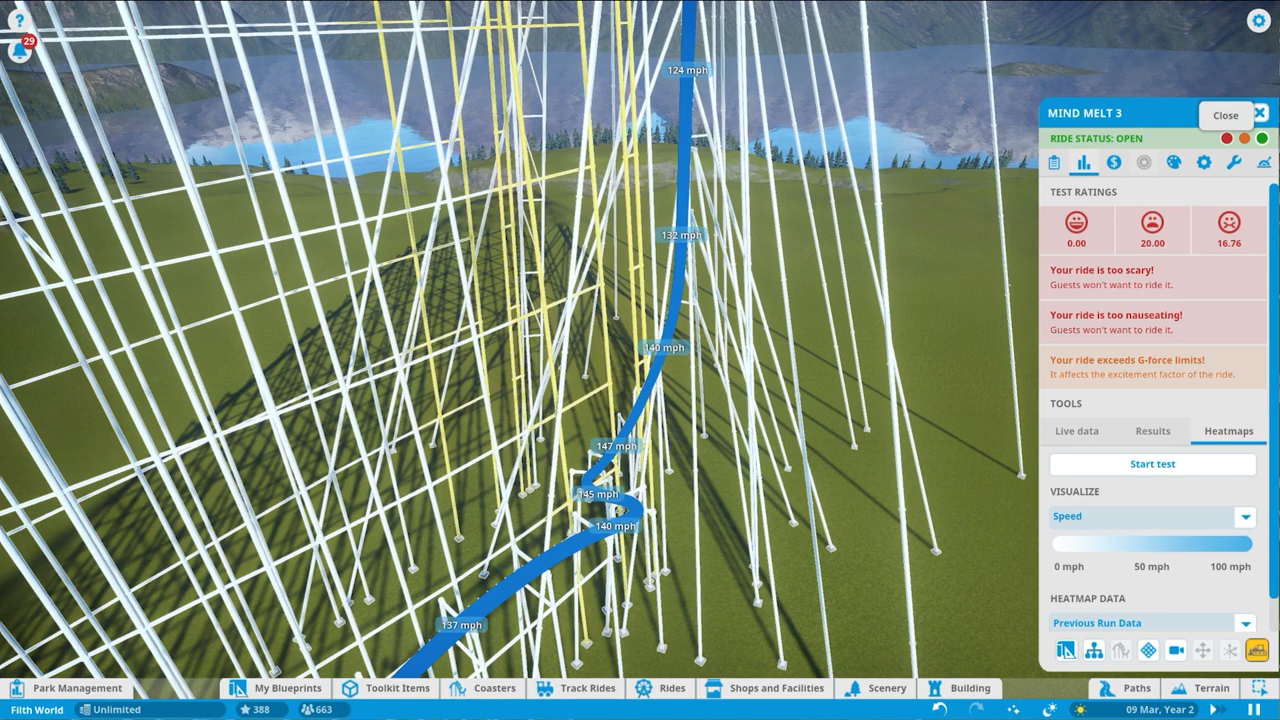 ?
29
124 mph
132 mph
140 mph
147 mph
145 mph
140 mph
137 mph
MIND MELT 3
Close
RIDE STATUS: OPEN
TEST RATINGS
0.00 20.00 16.76
Your ride is too scary!
Guests won't want to ride it.
Your ride is too nauseating!
Guests won't want to ride it.
Your ride exceeds G-force limits!
It affects the excitement factor of the ride.
TOOLS
Live data Results Heatmaps
Start test
VISUALIZE
Speed
0 mph 50 mph 100 mph
HEATMAP DATA
Previous Run Data
Park Management My Blueprints Toolkit Items Coasters Track Rides Rides Shops and Facilities Scenery Building Paths Terrain
Filth World Unlimited 388 663 09 Mar, Year 2